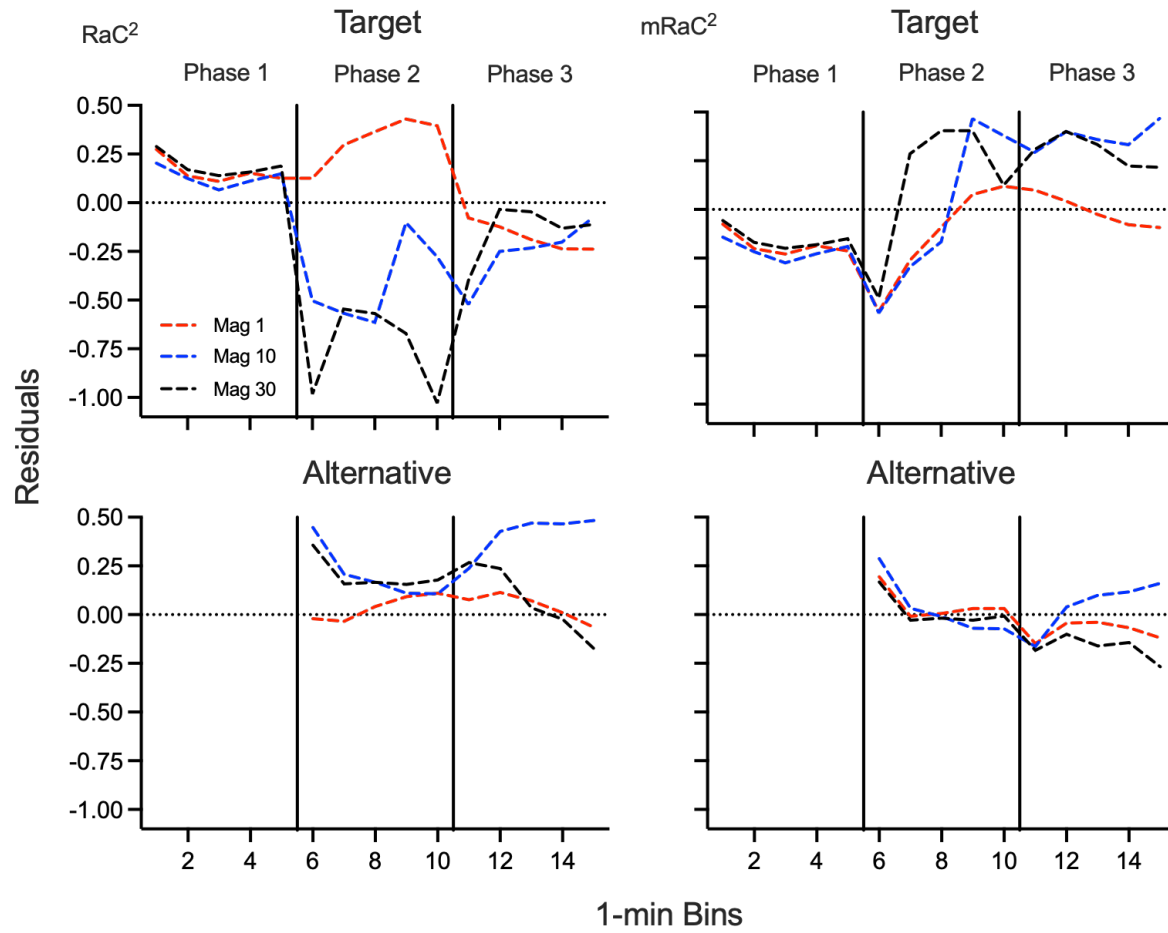 RaC² Target mRaC² Target
Phase 1 Phase 2 Phase 3 Phase 1 Phase 2 Phase 3
0.50
0.25
0.00
-0.25
-0.50
-0.75
-1.00
Mag 1
Mag 10
Mag 30
Residuals
2 4 6 8 10 12 14 2 4 6 8 10 12 14
Alternative Alternative
0.50
0.25
0.00
-0.25
-0.50
-0.75
-1.00
2 4 6 8 10 12 14 2 4 6 8 10 12 14
1-min Bins